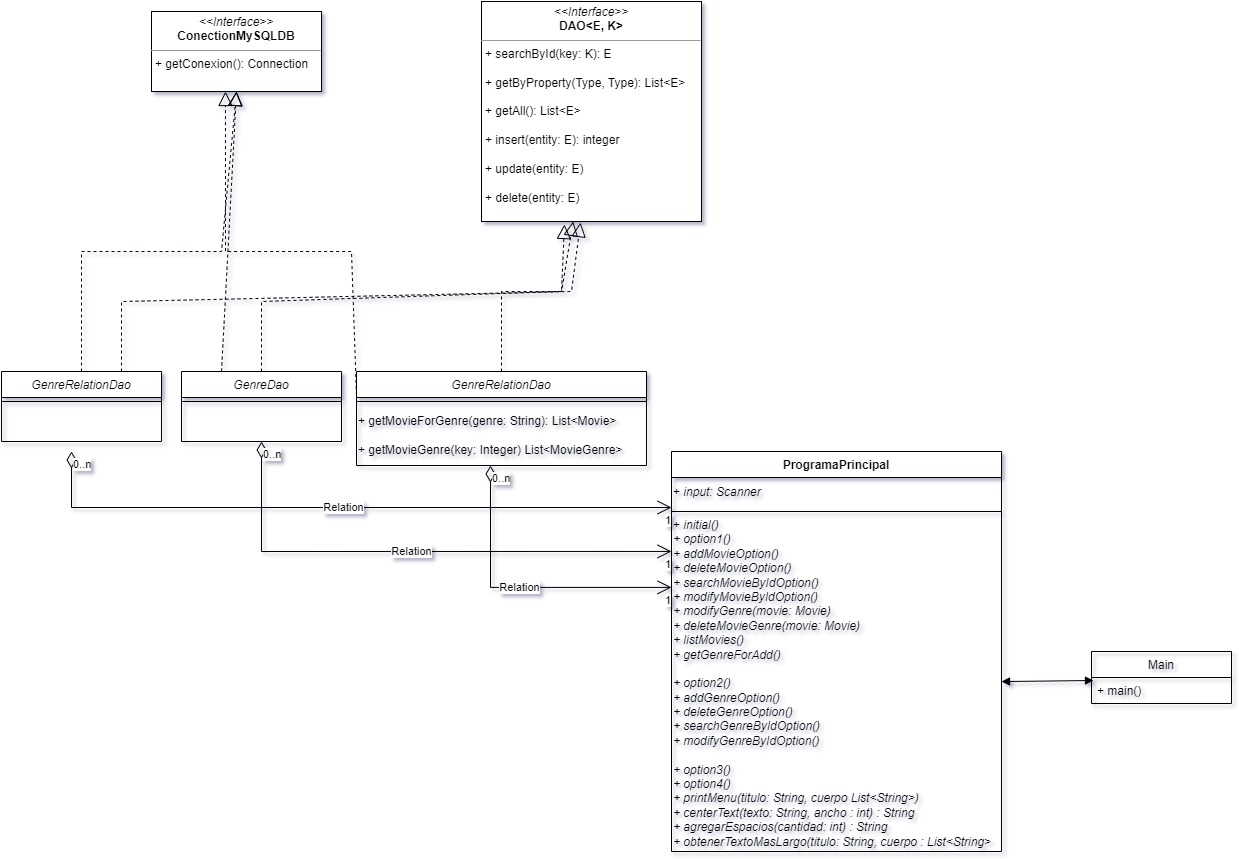 <<Interface>>
ConectionMySQLDB
+ getConexion(): Connection
<<Interface>>
DAO<E, K>
+ searchById(key: K): E
+ getByProperty(Type, Type): List<E>
+ getAll(): List<E>
+ insert(entity: E): integer
+ update(entity: E)
+ delete(entity: E)
GenreRelationDao
GenreDao
GenreRelationDao
+ getMovieForGenre(genre: String): List<Movie>
+ getMovieGenre(key: Integer) List<MovieGenre>
0..n
0..n
0..n
Relation
1
Relation
1
Relation
1
ProgramaPrincipal
+ input: Scanner
+ initial()
+ option1()
+ addMovieOption()
+ deleteMovieOption()
+ searchMovieByIdOption()
+ modifyMovieByIdOption()
+ modifyGenre(movie: Movie)
+ deleteMovieGenre(movie: Movie)
+ listMovies()
+ getGenreForAdd()
+ option2()
+ addGenreOption()
+ deleteGenreOption()
+ searchGenreByIdOption()
+ modifyGenreByIdOption()
+ option3()
+ option4()
+ printMenu(titulo: String, cuerpo List<String>)
+ centerText(texto: String, ancho : int) : String
+ agregarEspacios(cantidad: int) : String
+ obtenerTextoMasLargo(titulo: String, cuerpo : List<String>
Main
+ main()